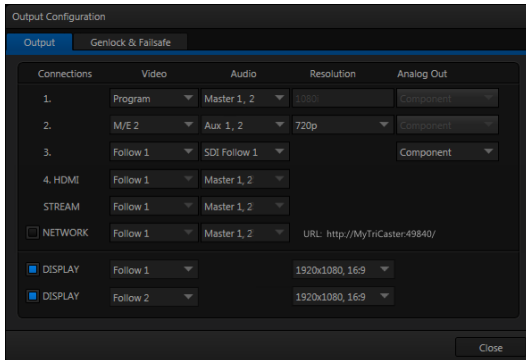 Output Configuration
Output Genlock & Failsafe
Connections Video Audio Resolution Analog Out
1. Program Master 1, 2 1080i Component
2. M/E 2 Aux 1, 2 720p Component
3. Follow 1 SDI Follow 1 Component
4. HDMI Follow 1 Master 1, 2
STREAM Follow 1 Master 1, 2
NETWORK Follow 1 Master 1, 2 URL: http://MyTriCaster:49840/
DISPLAY Follow 1 1920x1080, 16:9
DISPLAY Follow 2 1920x1080, 16:9
Close